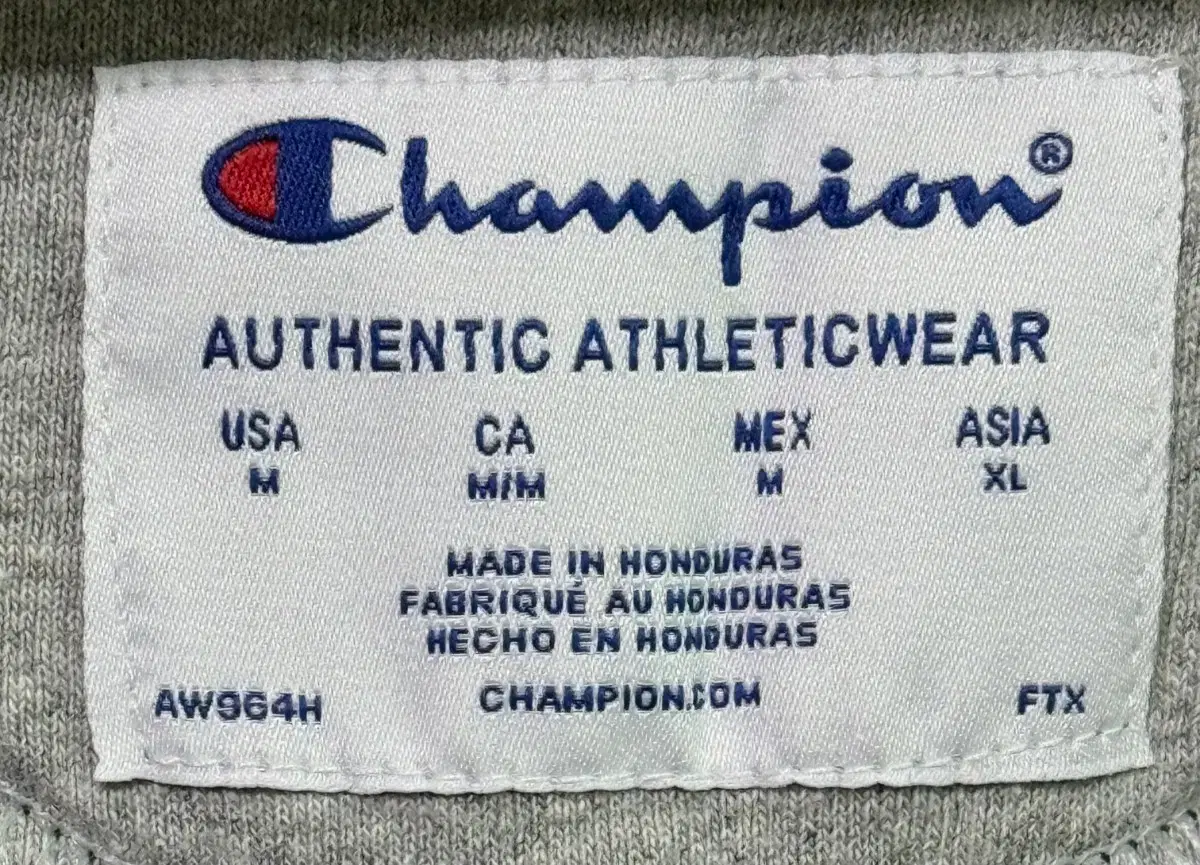 Champion®
AUTHENTIC ATHLETICWEAR
USA CA MEX ASIA
M M/M M XL
MADE IN HONDURAS
FABRIQUÉ AU HONDURAS
HECHO EN HONDURAS
AW964H CHAMPION.COM FTX